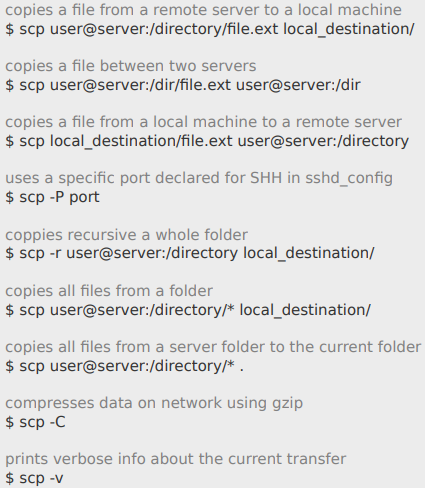 copies a file from a remote server to a local machine
$ scp user@server:/directory/file.ext local_destination/
copies a file between two servers
$ scp user@server:/dir/file.ext user@server:/dir
copies a file from a local machine to a remote server
$ scp local_destination/file.ext user@server:/directory
uses a specific port declared for SHH in sshd_config
$ scp -P port
coppies recursive a whole folder
$ scp -r user@server:/directory local_destination/
copies all files from a folder
$ scp user@server:/directory/* local_destination/
copies all files from a server folder to the current folder
$ scp user@server:/directory/* .
compresses data on network using gzip
$ scp -C
prints verbose info about the current transfer
$ scp -v